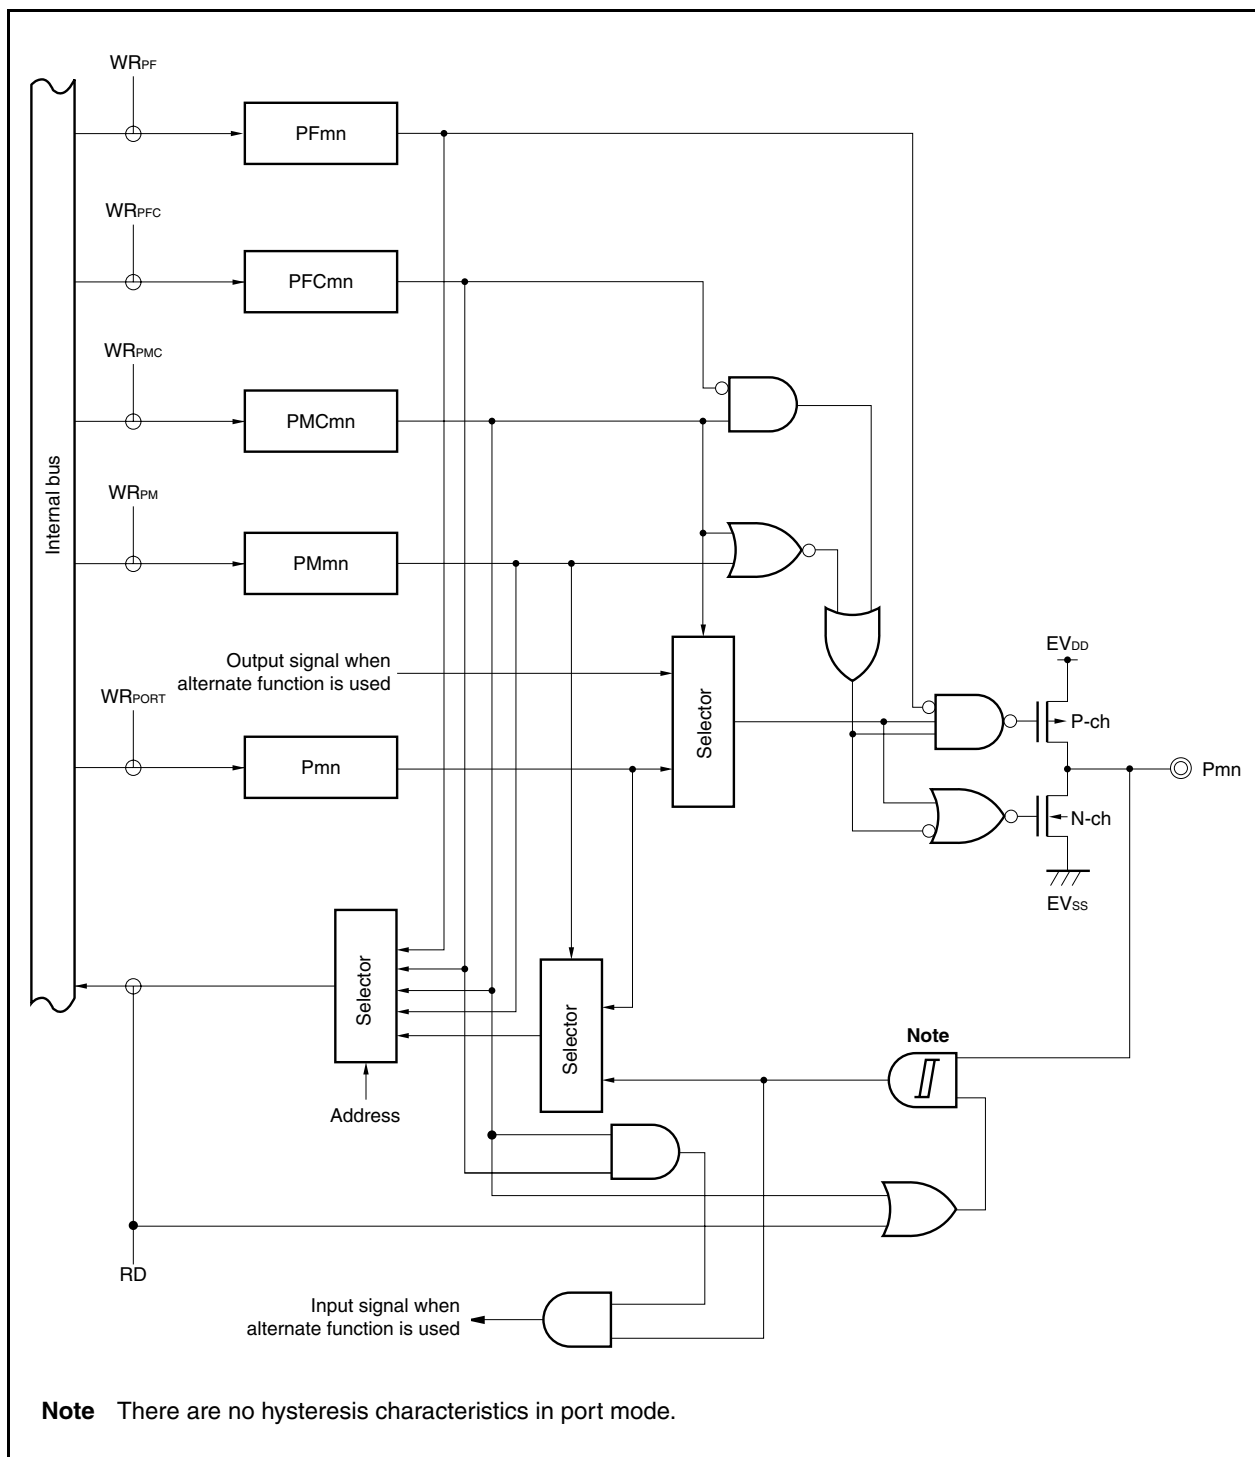 WRPF
PFmn
WRPFC
PFCmn
WRPMC
PMCmn
Internal bus
WRPM
PMmn
Output signal when
alternate function is used
EVDD
WRPORT
Selector
P-ch
Pmn
Pmn
N-ch
EVSS
Selector
Selector
Note
Address
RD
Input signal when
alternate function is used
Note There are no hysteresis characteristics in port mode.